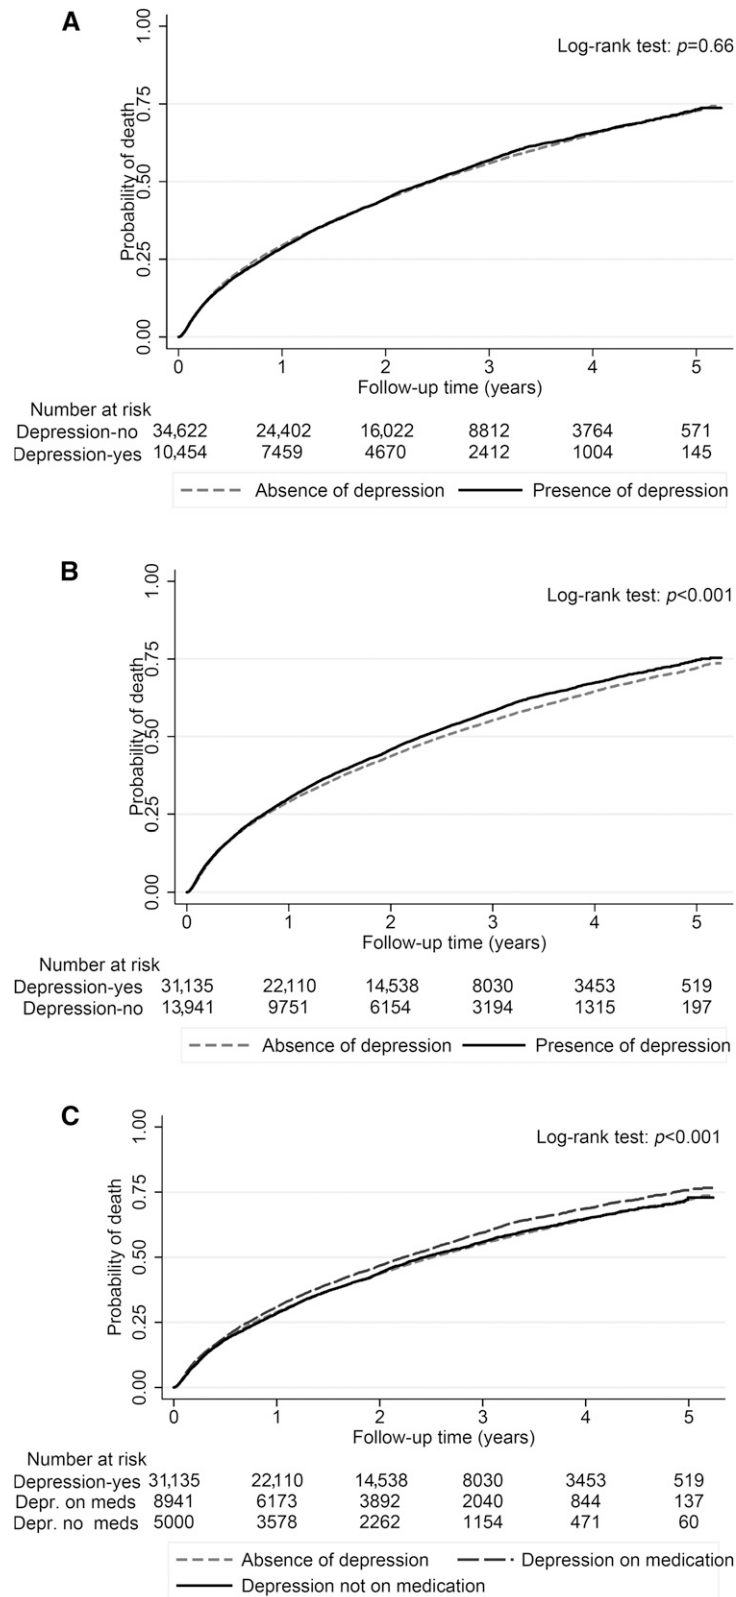 A
Log-rank test: p=0.66
1.00
0.75
0.50
0.25
0.00
Probability of death
0 1 2 3 4 5
Follow-up time (years)
Number at risk
Depression-no 34,622 24,402 16,022 8812 3764 571
Depression-yes 10,454 7459 4670 2412 1004 145
Absence of depression Presence of depression
B
Log-rank test: p<0.001
1.00
0.75
0.50
0.25
0.00
Probability of death
0 1 2 3 4 5
Follow-up time (years)
Number at risk
Depression-yes 31,135 22,110 14,538 8030 3453 519
Depression-no 13,941 9751 6154 3194 1315 197
Absence of depression Presence of depression
C
Log-rank test: p<0.001
1.00
0.75
0.50
0.25
0.00
Probability of death
0 1 2 3 4 5
Follow-up time (years)
Number at risk
Depression-yes 31,135 22,110 14,538 8030 3453 519
Depr. on meds 8941 6173 3892 2040 844 137
Depr. no meds 5000 3578 2262 1154 471 60
Absence of depression Depression on medication
Depression not on medication